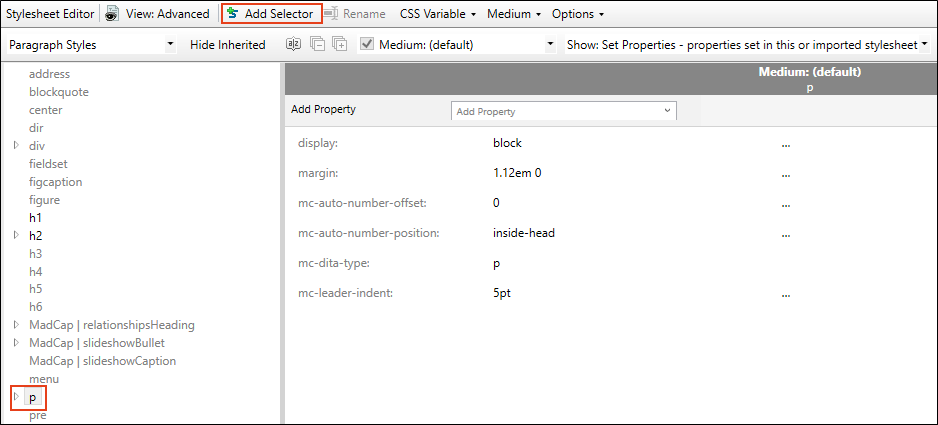 Stylesheet Editor View: Advanced Add Selector Rename CSS Variable Medium Options
Paragraph Styles Hide Inherited Medium: (default) Show: Set Properties - properties set in this or imported stylesheet
address
blockquote
center
dir
div
fieldset
figcaption
figure
h1
h2
h3
h4
h5
h6
MadCap | relationshipsHeading
MadCap | slideshowBullet
MadCap | slideshowCaption
menu
p
pre
Medium: (default)
p
Add Property Add Property
display: block ...
margin: 1.12em 0 ...
mc-auto-number-offset: 0 ...
mc-auto-number-position: inside-head ...
mc-dita-type: p
mc-leader-indent: 5pt ...